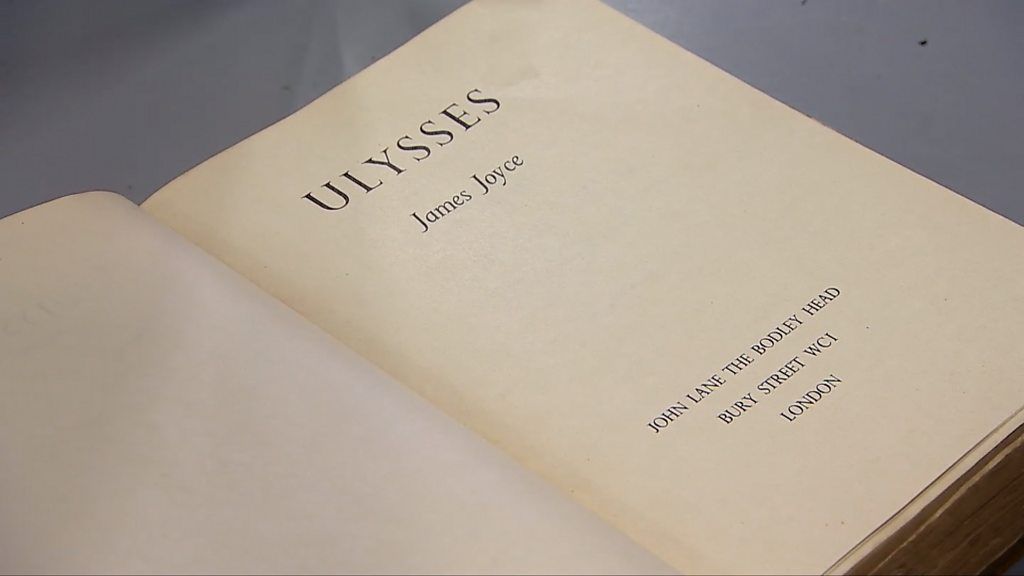 ULYSSES
James Joyce
JOHN LANE THE BODLEY HEAD
BURY STREET WC1
LONDON